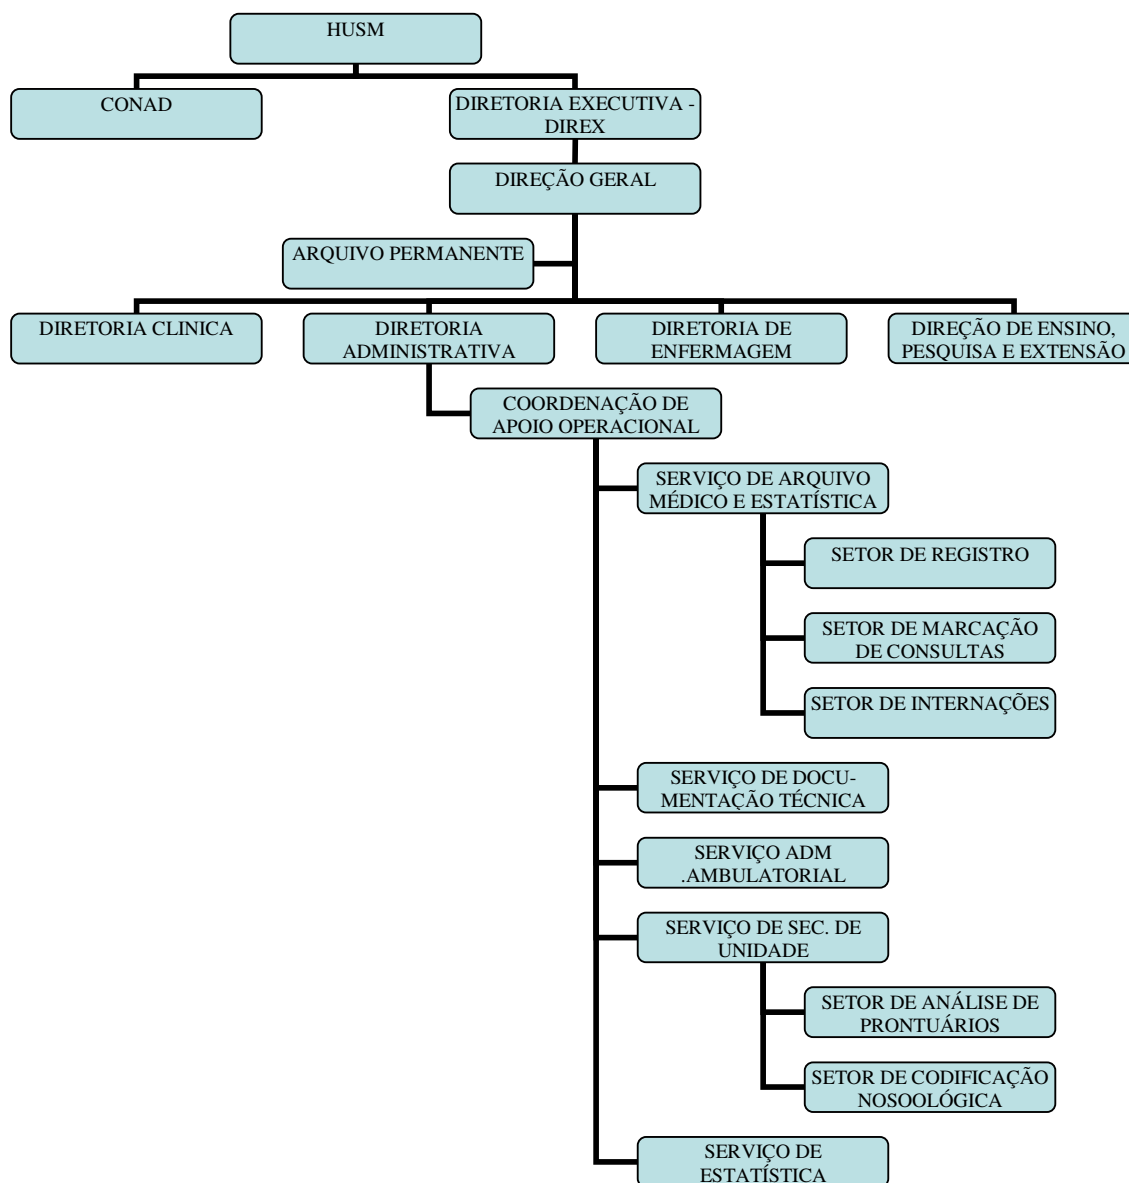 HUSM
CONAD
DIRETORIA EXECUTIVA -
DIREX
DIREÇÃO GERAL
ARQUIVO PERMANENTE
DIRETORIA CLINICA
DIRETORIA
ADMINISTRATIVA
DIRETORIA DE
ENFERMAGEM
DIREÇÃO DE ENSINO,
PESQUISA E EXTENSÃO
COORDENAÇÃO DE
APOIO OPERACIONAL
SERVIÇO DE ARQUIVO
MÉDICO E ESTATÍSTICA
SETOR DE REGISTRO
SETOR DE MARCAÇÃO
DE CONSULTAS
SETOR DE INTERNAÇÕES
SERVIÇO DE DOCU-
MENTAÇÃO TÉCNICA
SERVIÇO ADM
.AMBULATORIAL
SERVIÇO DE SEC. DE
UNIDADE
SETOR DE ANÁLISE DE
PRONTUÁRIOS
SETOR DE CODIFICAÇÃO
NOSOOLÓGICA
SERVIÇO DE
ESTATÍSTICA